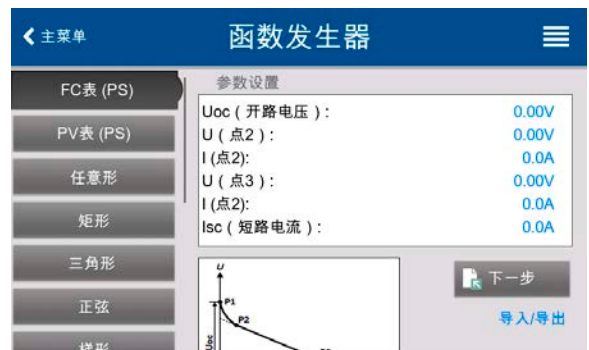 主菜单
函数发生器
FC表 (PS)
PV表 (PS)
任意形
矩形
三角形
正弦
梯形
参数设置
Uoc ( 开路电压 ) : 0.00V
U ( 点2 ) : 0.00V
I (点2): 0.0A
U ( 点3 ) : 0.00V
I (点2): 0.0A
Isc ( 短路电流 ) : 0.0A
U
P1
P2
Uoc
下一步
导入/导出